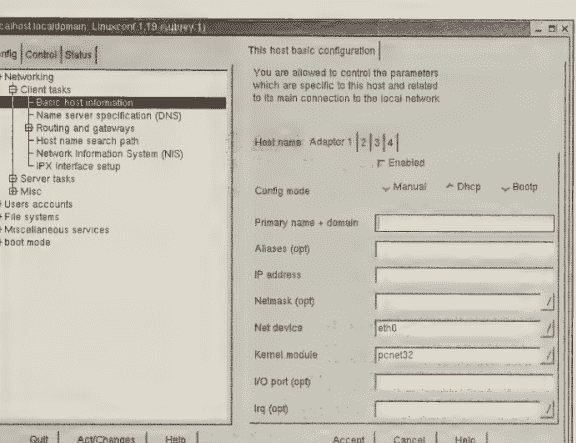 calhost localdomain: Linuxconf 1.19
nfig Control Status
Networking
Client tasks
Basic host information
Name server specification (DNS)
Routing and gateways
Host name search path
Network Information System (NIS)
IPX interface setup
Server tasks
Misc
Users accounts
File systems
Miscellaneous services
boot mode
Quit Act/Changes Help
This host basic configuration
You are allowed to control the parameters
which are specific to this host and related
to its main connection to the local network
Host name Adaptor 1 2 3 4
Enabled
Config mode Manual Dhcp Bootp
Primary name + domain
Aliases (opt)
IP address
Netmask (opt)
Net device eth0
Kernel module pcnet32
I/O port (opt)
Irq (opt)
Accept Cancel Help